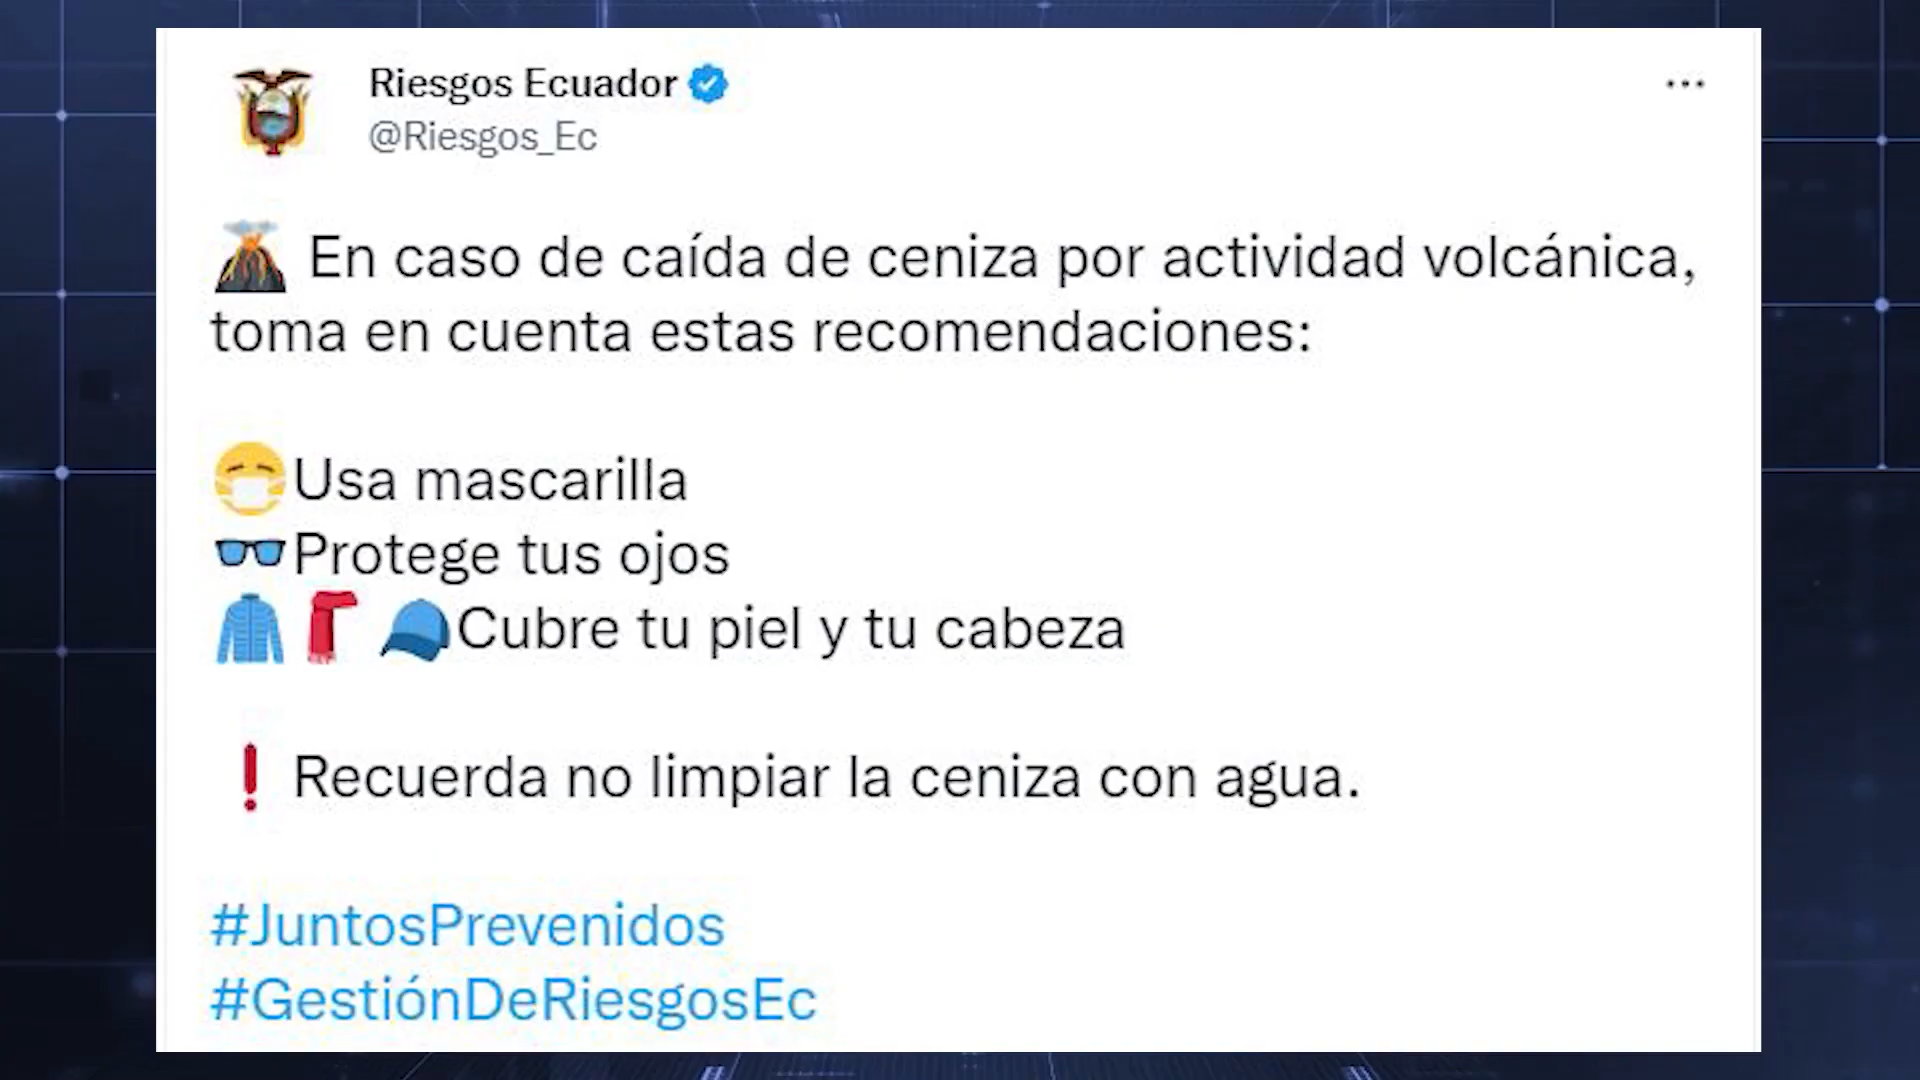 Riesgos Ecuador
@Riesgos_Ec
En caso de caída de ceniza por actividad volcánica,
toma en cuenta estas recomendaciones:
Usa mascarilla
Protege tus ojos
Cubre tu piel y tu cabeza
❗ Recuerda no limpiar la ceniza con agua.
#JuntosPrevenidos
#GestiónDeRiesgosEc